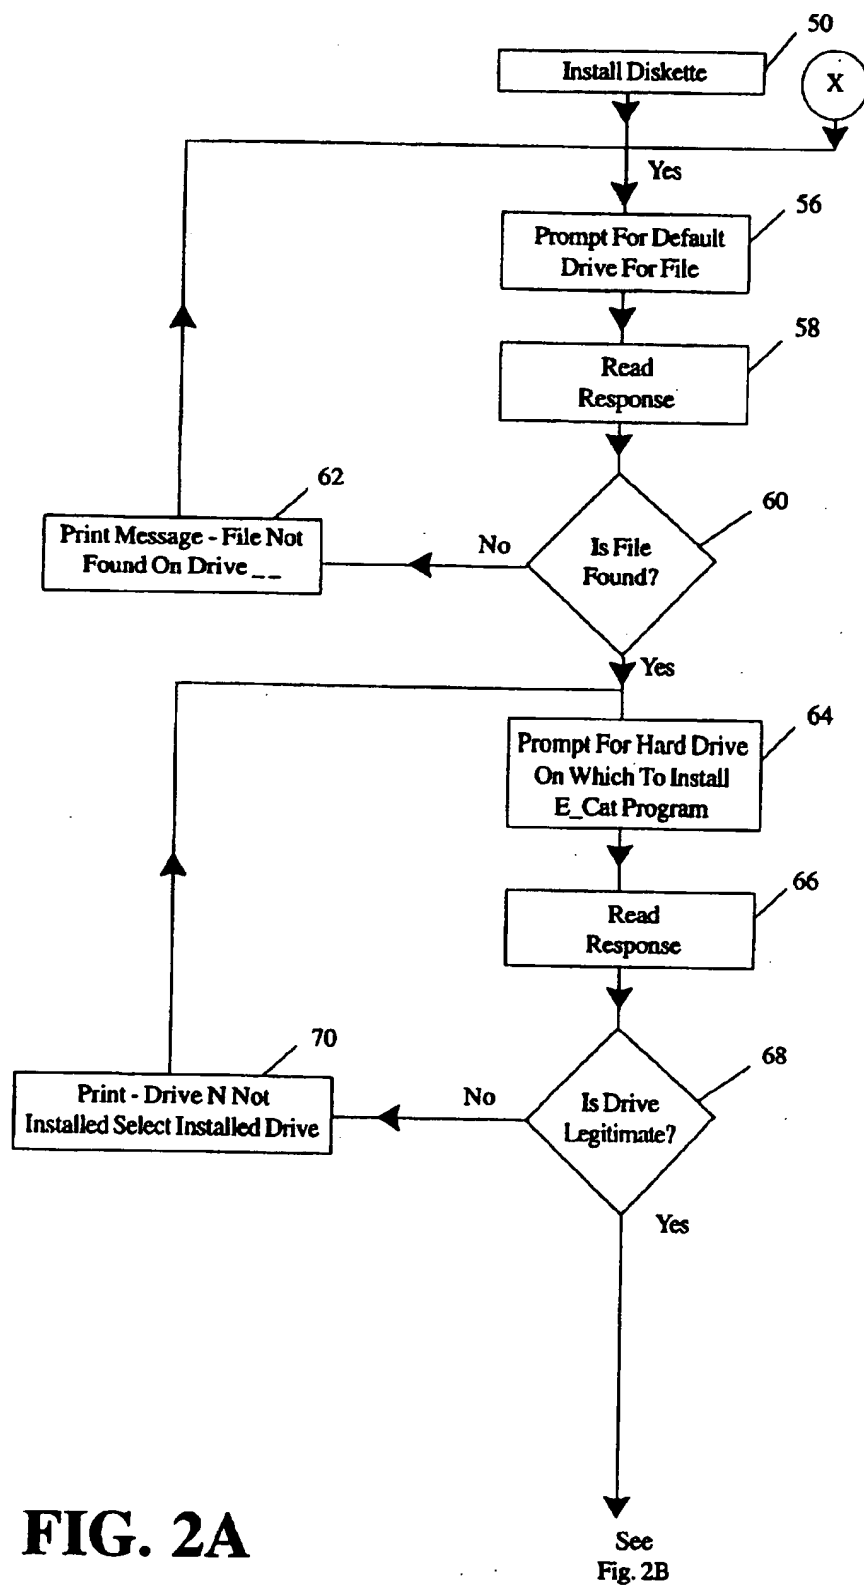 50
Install Diskette
X
Yes
56
Prompt For Default
Drive For File
58
Read
Response
62
Print Message - File Not
Found On Drive _ _
60
No
Is File
Found?
Yes
64
Prompt For Hard Drive
On Which To Install
E_Cat Program
66
Read
Response
70
Print - Drive N Not
Installed Select Installed Drive
68
No
Is Drive
Legitimate?
Yes
See
Fig. 2B
FIG. 2A